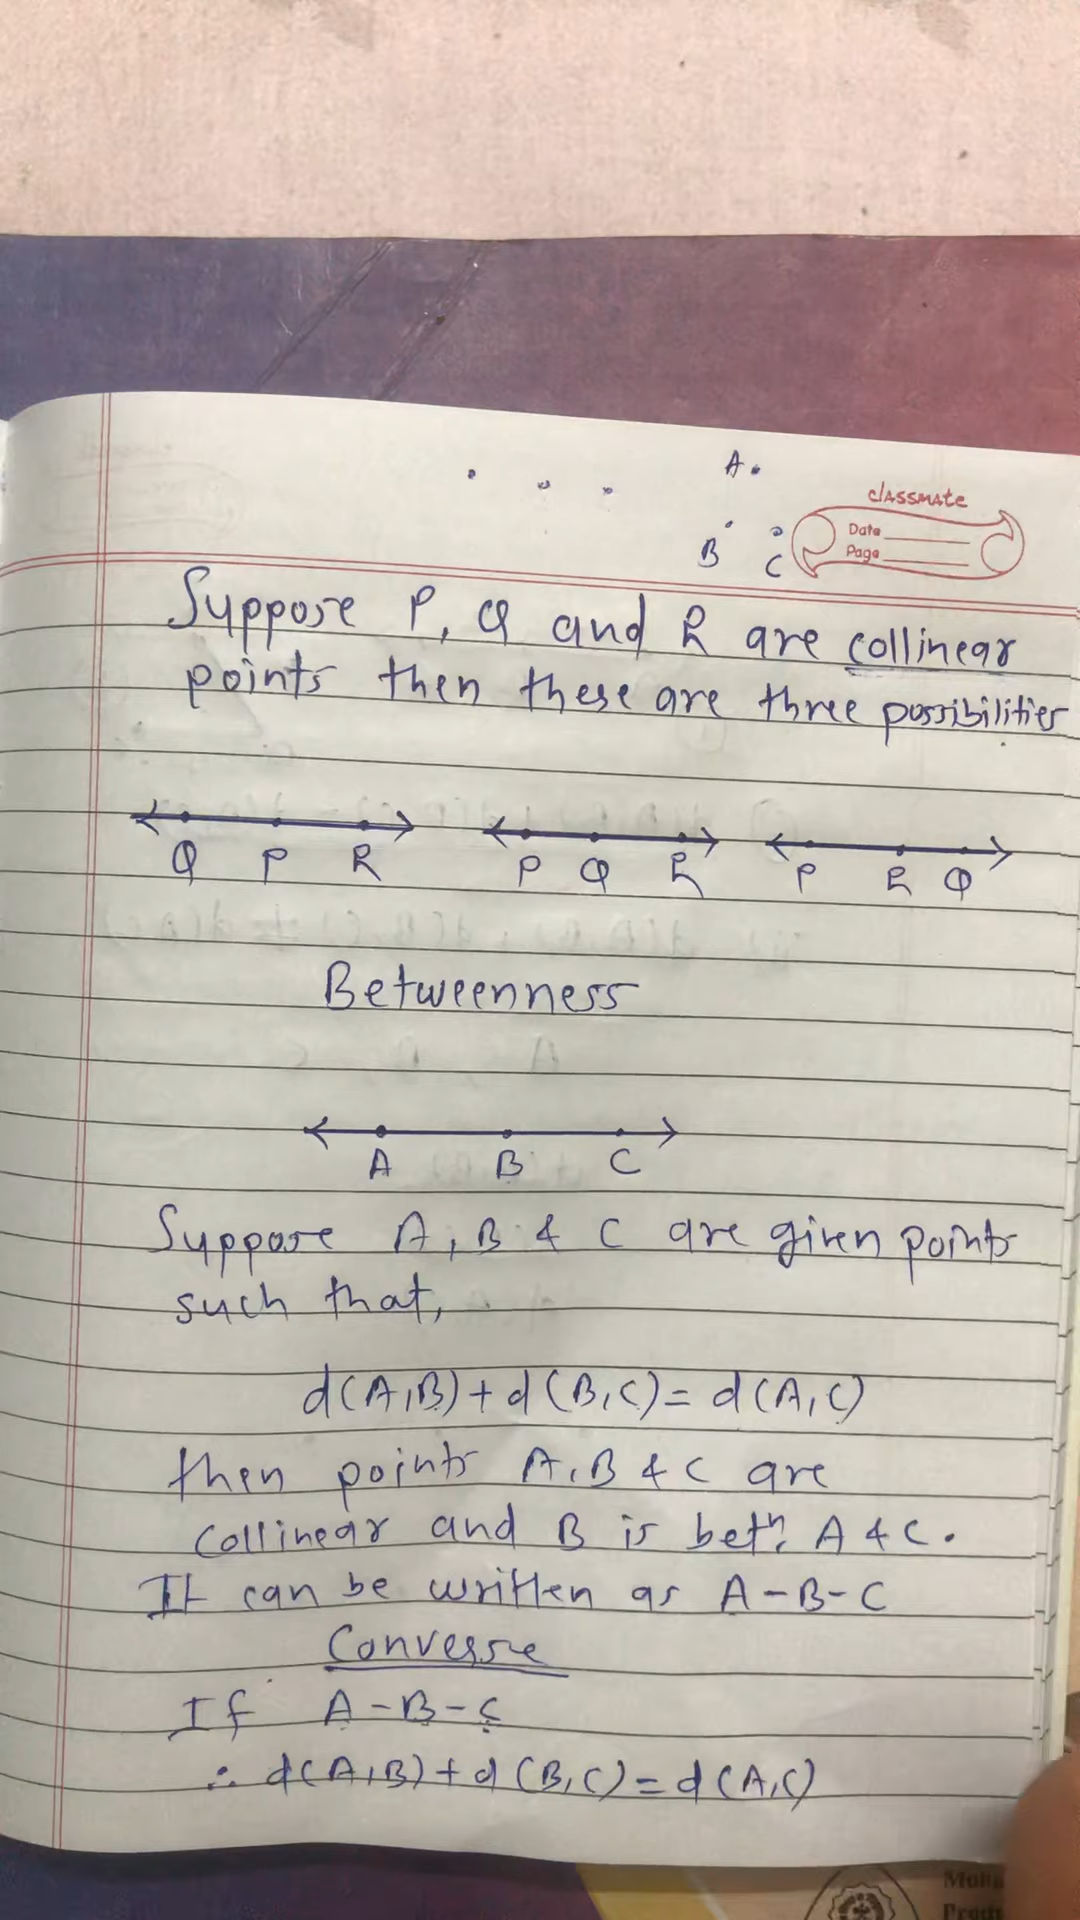 A
classmate
Date
Page
B C
Suppose P, Q and R are collinear
points then these are three possibilities
Q P R P Q R P R Q
Betweenness
A B C
Suppose A, B & C are given points
such that,
d(A,B)+d(B,C)=d(A,C)
then points A,B & C are
collinear and B is betn. A & C.
It can be written as A-B-C
Converse
If A-B-C
∴ d(A,B)+d(B,C)=d(A,C)